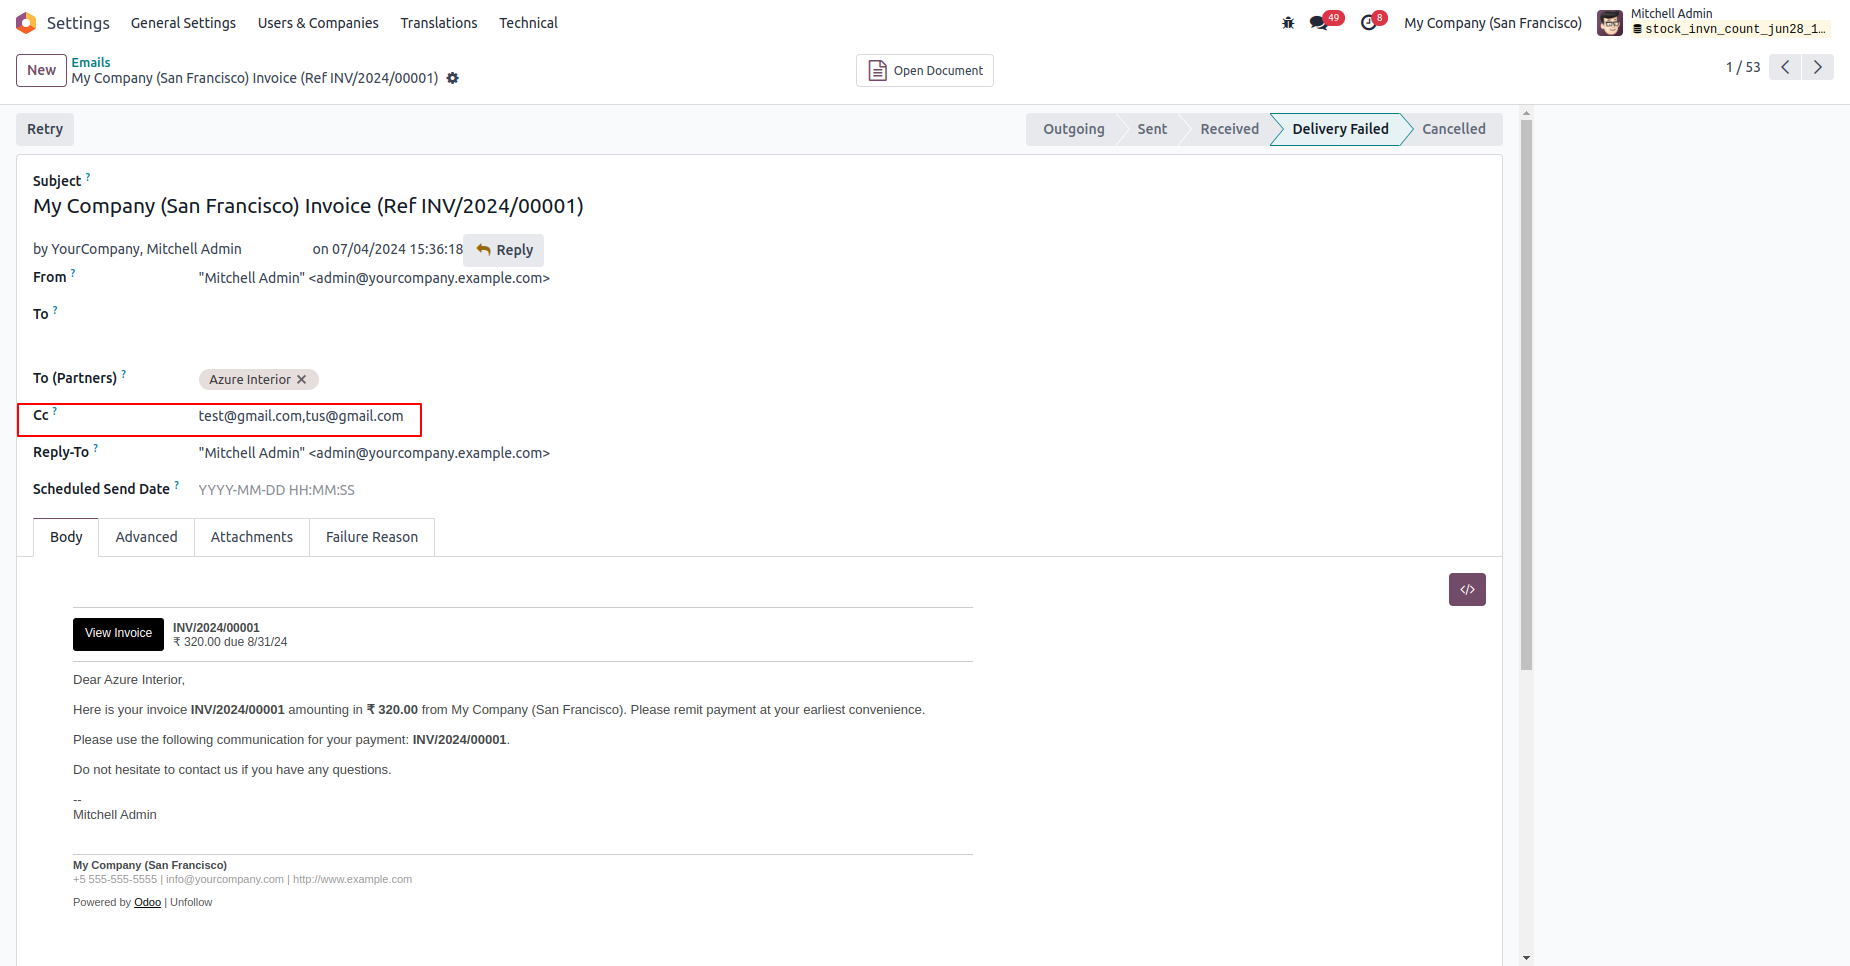 Settings General Settings Users & Companies Translations Technical 49 8 My Company (San Francisco) Mitchell Admin
stock_invn_count_jun28_1…
New Emails
My Company (San Francisco) Invoice (Ref INV/2024/00001) Open Document 1 / 53
Retry Outgoing Sent Received Delivery Failed Cancelled
Subject ?
My Company (San Francisco) Invoice (Ref INV/2024/00001)
by YourCompany, Mitchell Admin on 07/04/2024 15:36:18 Reply
From ? "Mitchell Admin" <admin@yourcompany.example.com>
To ?
To (Partners) ? Azure Interior ✕
Cc ? test@gmail.com,tus@gmail.com
Reply-To ? "Mitchell Admin" <admin@yourcompany.example.com>
Scheduled Send Date ? YYYY-MM-DD HH:MM:SS
Body Advanced Attachments Failure Reason
</>
View Invoice INV/2024/00001
₹ 320.00 due 8/31/24
Dear Azure Interior,
Here is your invoice INV/2024/00001 amounting in ₹ 320.00 from My Company (San Francisco). Please remit payment at your earliest convenience.
Please use the following communication for your payment: INV/2024/00001.
Do not hesitate to contact us if you have any questions.
--
Mitchell Admin
My Company (San Francisco)
+5 555-555-5555 | info@yourcompany.com | http://www.example.com
Powered by Odoo | Unfollow